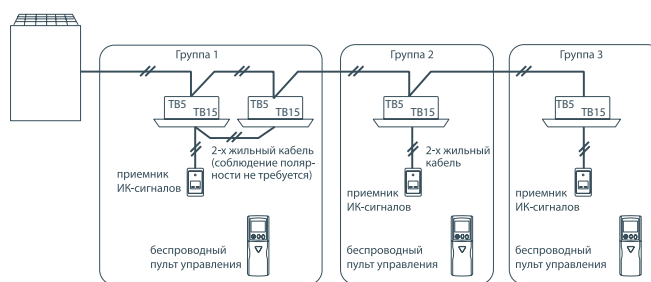 Группа 1
Группа 2
Группа 3
TB5
TB15
TB5
TB15
TB5
TB15
TB5
TB15
2-х жильный кабель
(соблюдение поляр-
ности не требуется)
2-х жильный
кабель
приемник
ИК-сигналов
приемник
ИК-сигналов
приемник
ИК-сигналов
беспроводный
пульт управления
беспроводный
пульт управления
беспроводный
пульт управления